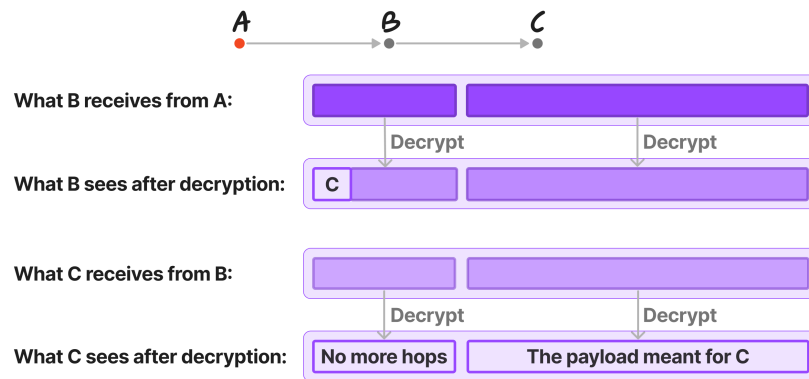 A B C
What B receives from A:
Decrypt Decrypt
What B sees after decryption: C
What C receives from B:
Decrypt Decrypt
What C sees after decryption: No more hops The payload meant for C